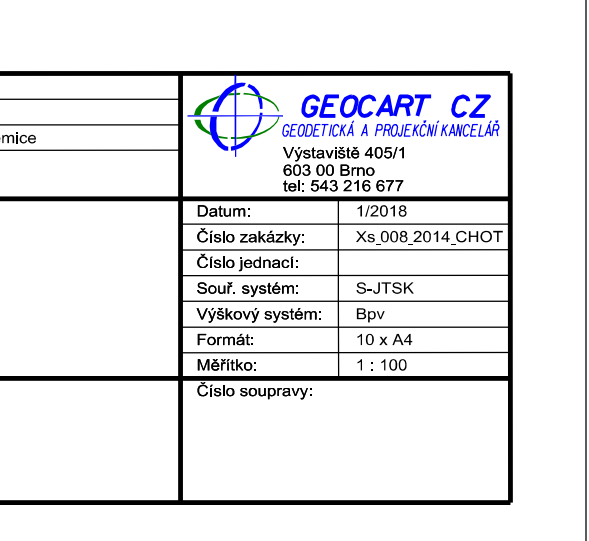 emice
GEOCART CZ
GEODETICKÁ A PROJEKČNÍ KANCELÁŘ
Výstaviště 405/1
603 00 Brno
tel: 543 216 677
Datum: 1/2018
Číslo zakázky: Xs_008_2014_CHOT
Číslo jednací:
Souř. systém: S-JTSK
Výškový systém: Bpv
Formát: 10 x A4
Měřítko: 1 : 100
Číslo soupravy: